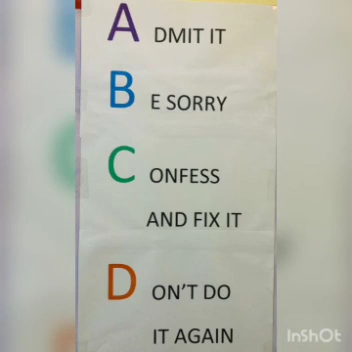 A DMIT IT
B E SORRY
C ONFESS
AND FIX IT
D ON'T DO
IT AGAIN
InShOt